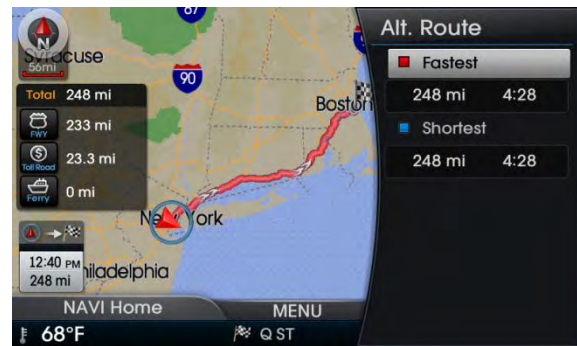 67
Alt. Route
N
Syracuse
56mi
Fastest
90
Total 248 mi
Boston
248 mi 4:28
FWY 233 mi
Shortest
Toll Road 23.3 mi
248 mi 4:28
Ferry 0 mi
New York
12:40 PM
248 mi
hiladelphia
NAVI Home
MENU
68°F
Q ST